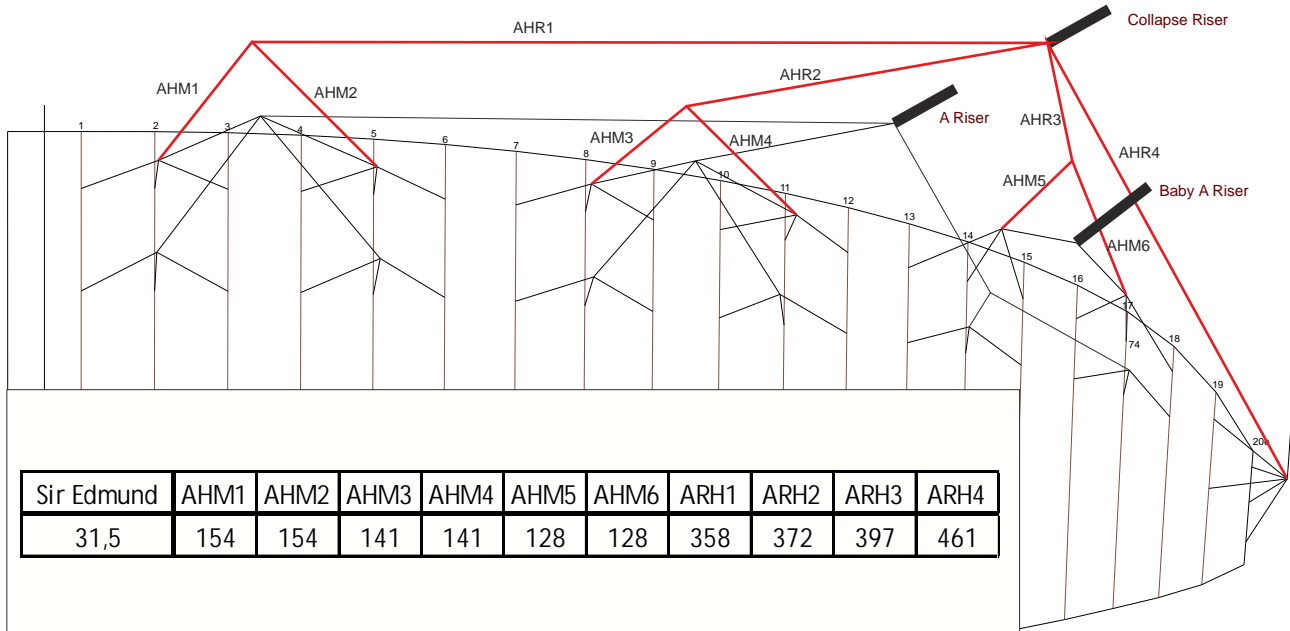 Collapse Riser
AHR1
AHR2
AHM1
AHM2
A Riser
AHR3
1
2
3
4
5
6
7
8
9
10
11
12
13
14
15
16
17
18
19
20a
AHM3
AHM4
AHR4
AHM5
Baby A Riser
AHM6
74
Sir Edmund AHM1 AHM2 AHM3 AHM4 AHM5 AHM6 ARH1 ARH2 ARH3 ARH4
31,5 154 154 141 141 128 128 358 372 397 461